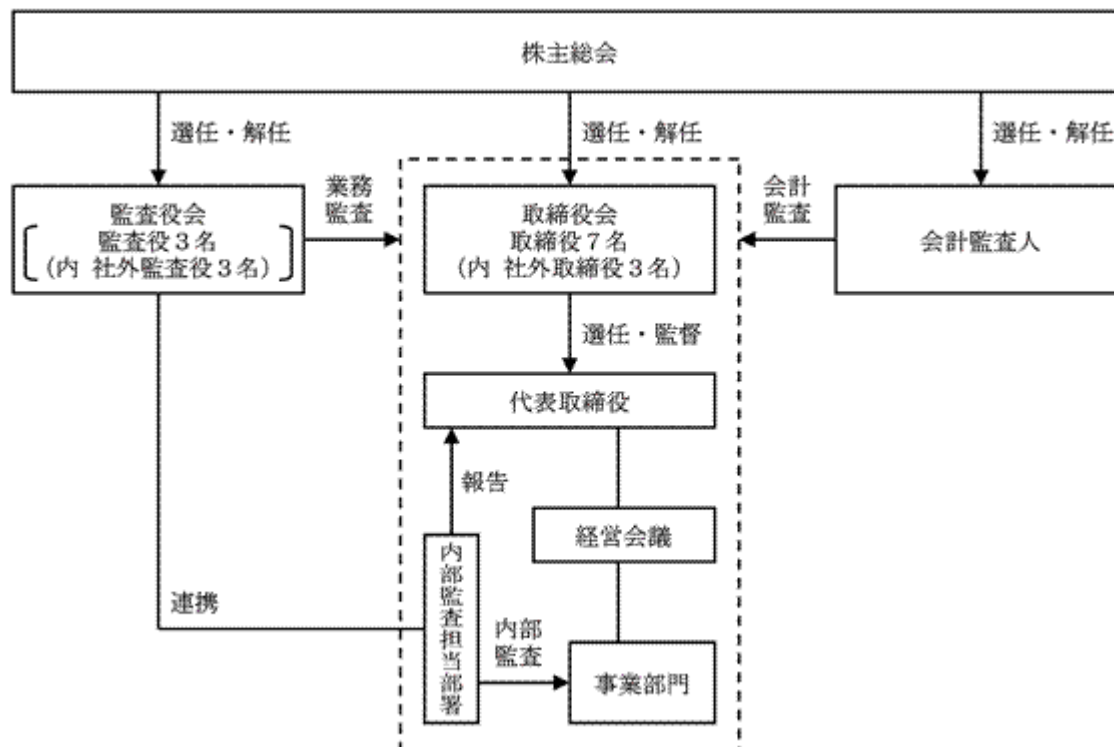 株主総会
選任・解任
選任・解任
選任・解任
監査役会
監査役3名
(内 社外監査役3名)
業務
監査
取締役会
取締役7名
(内 社外取締役3名)
会計
監査
会計監査人
選任・監督
代表取締役
報告
経営会議
内部監査担当部署
連携
内部
監査
事業部門